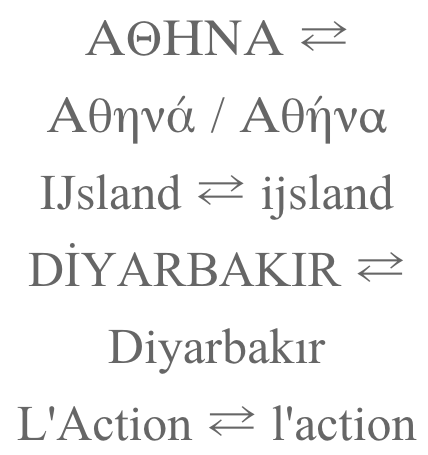 ΑΘΗΝΑ ⇄
Αθηνά / Αθήνα
IJsland ⇄ ijsland
DİYARBAKIR ⇄
Diyarbakır
L'Action ⇄ l'action